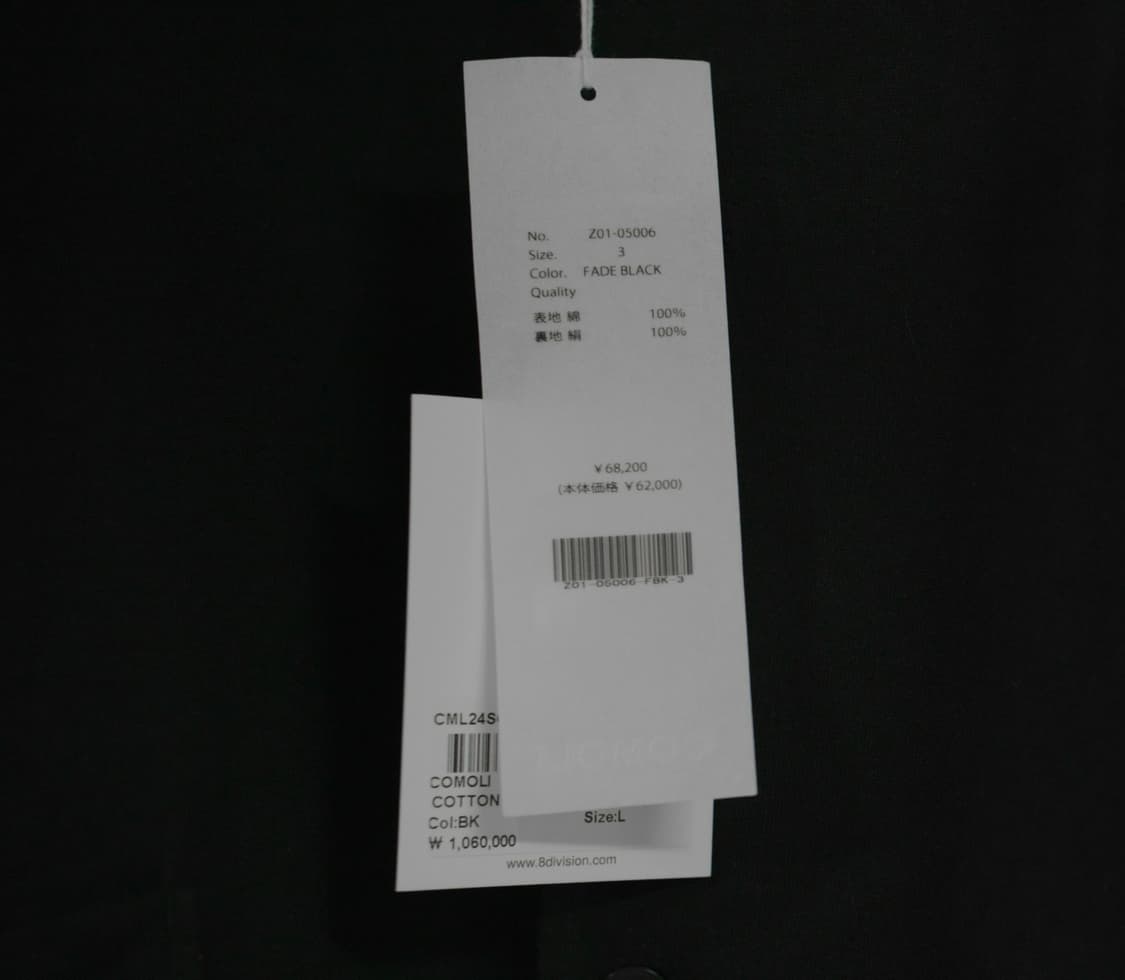 No. Z01-05006
Size. 3
Color. FADE BLACK
Quality
表地 綿 100%
裏地 絹 100%
￥68,200
(本体価格 ￥62,000)
Z01-05006-FBK-3
CML24S
COMOLI
COTTON
Col:BK Size:L
₩ 1,060,000
www.8division.com